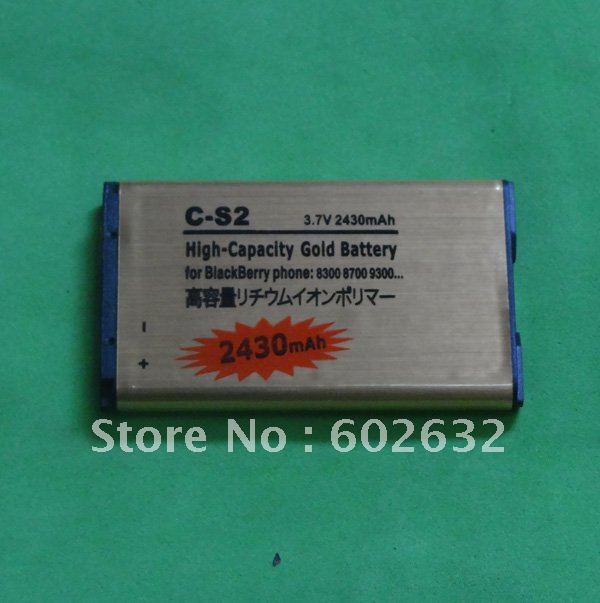 C-S2 3.7V 2430mAh
High-Capacity Gold Battery
for BlackBerry phone: 8300 8700 9300...
高容量リチウムイオンポリマー
–
2430mAh
+
Store No : 602632